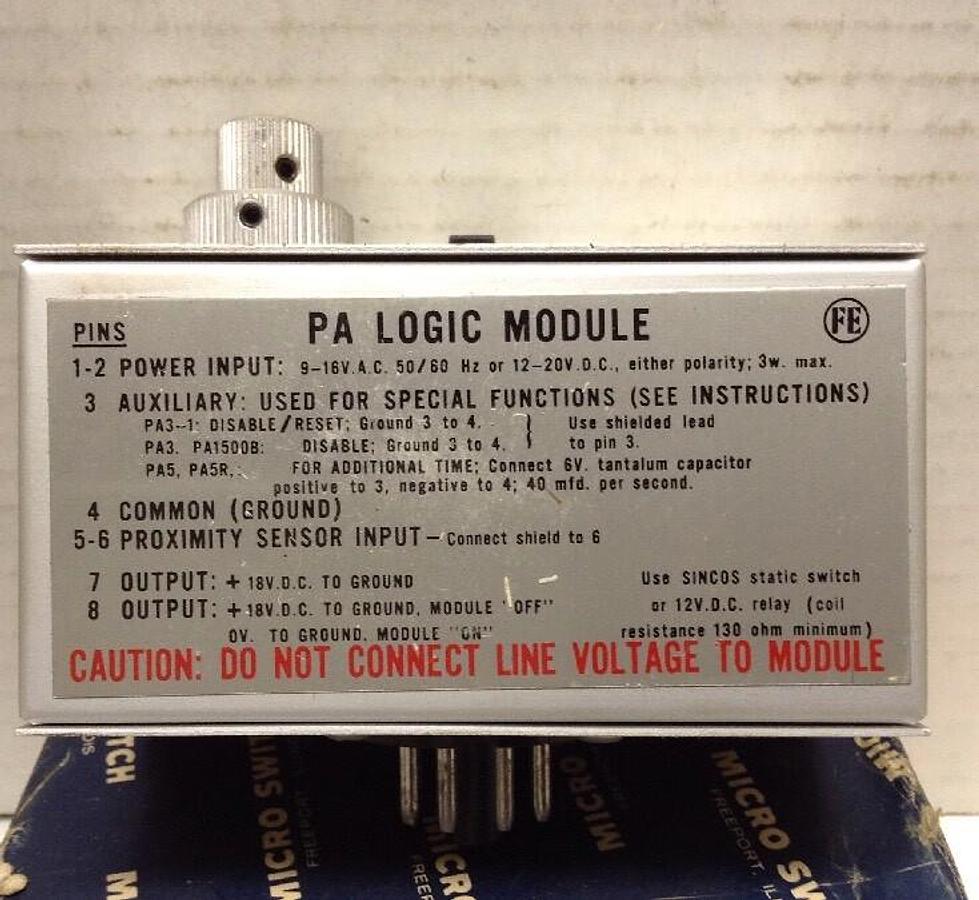 PINS PA LOGIC MODULE FE
1-2 POWER INPUT: 9-16V.A.C. 50/60 Hz or 12-20V.D.C., either polarity; 3w. max.
3 AUXILIARY: USED FOR SPECIAL FUNCTIONS (SEE INSTRUCTIONS)
PA3-1: DISABLE/RESET; Ground 3 to 4. } Use shielded lead
PA3, PA1500B: DISABLE; Ground 3 to 4. to pin 3.
PA5, PA5R,: FOR ADDITIONAL TIME; Connect 6V. tantalum capacitor
positive to 3, negative to 4; 40 mfd. per second.
4 COMMON (GROUND)
5-6 PROXIMITY SENSOR INPUT - Connect shield to 6
7 OUTPUT: + 18V.D.C. TO GROUND Use SINCOS static switch
8 OUTPUT: + 18V.D.C. TO GROUND, MODULE "OFF" or 12V.D.C. relay (coil
0V. TO GROUND. MODULE "ON" resistance 130 ohm minimum)
CAUTION: DO NOT CONNECT LINE VOLTAGE TO MODULE
MICRO SWITCH
FREEPORT
MICRO
MICRO
MICRO SW
FREEPORT, ILL